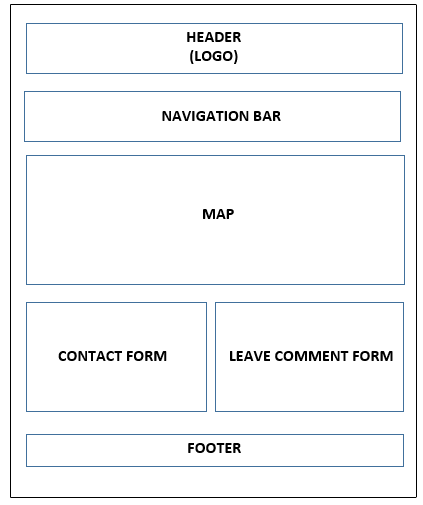 HEADER
(LOGO)
NAVIGATION BAR
MAP
CONTACT FORM
LEAVE COMMENT FORM
FOOTER